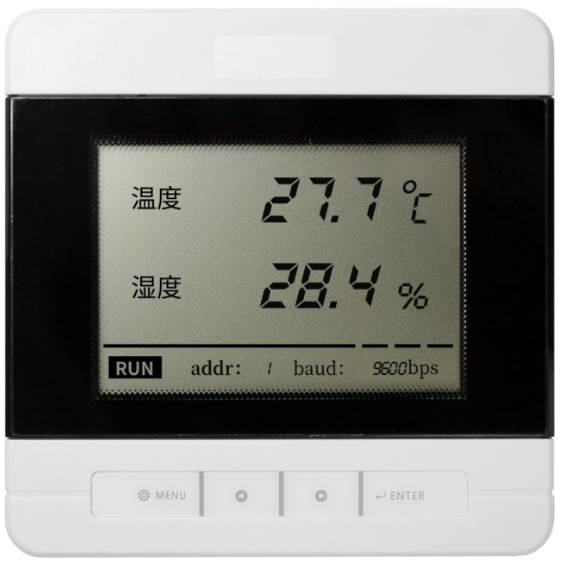 温度 27.7 ℃
湿度 28.4 %
RUN addr: 1 baud: 9600bps
MENU ENTER